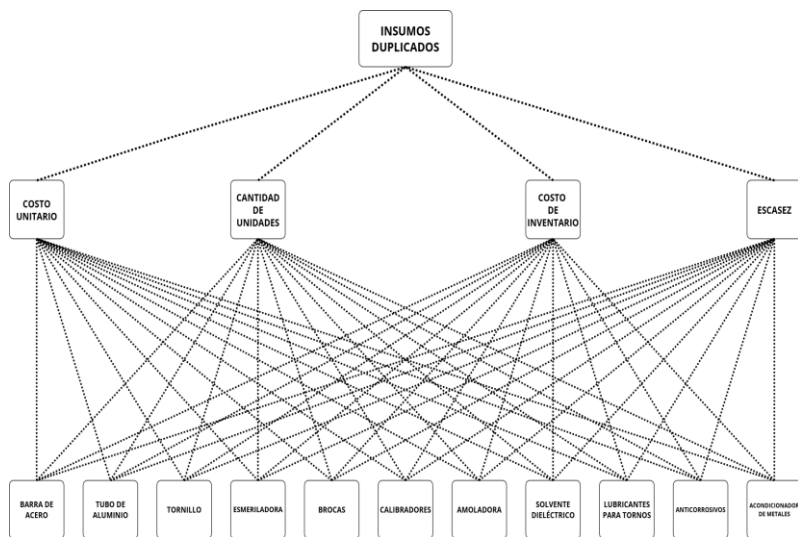 INSUMOS
DUPLICADOS
COSTO
UNITARIO
CANTIDAD
DE
UNIDADES
COSTO
DE
INVENTARIO
ESCASEZ
BARRA DE
ACERO
TUBO DE
ALUMINIO
TORNILLO
ESMERILADORA
BROCAS
CALIBRADORES
AMOLADORA
SOLVENTE
DIELÉCTRICO
LUBRICANTES
PARA TORNOS
ANTICORROSIVOS
ACONDICIONADOR
DE METALES